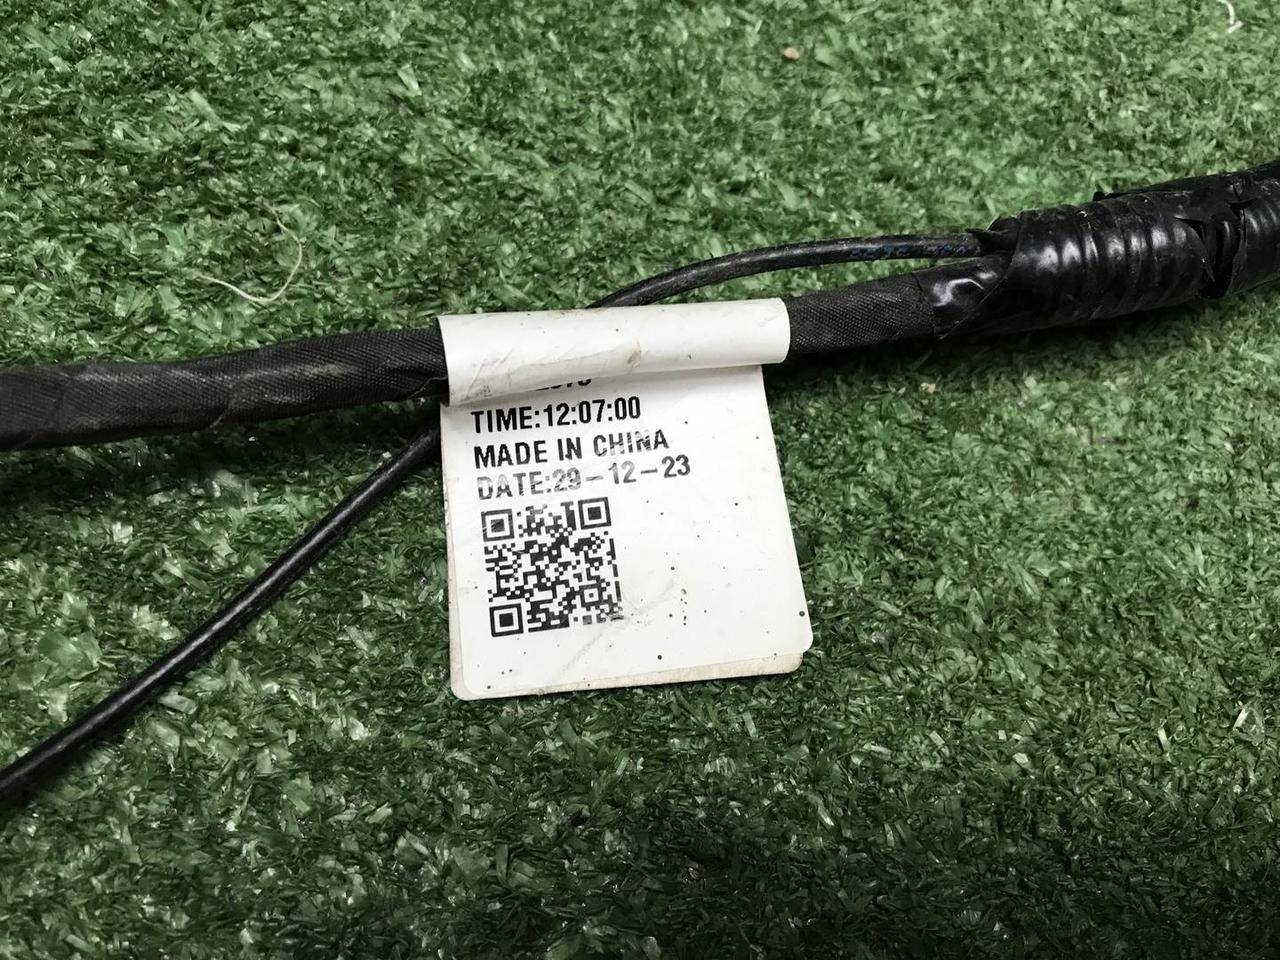 TIME:12:07:00
MADE IN CHINA
DATE:29-12-23